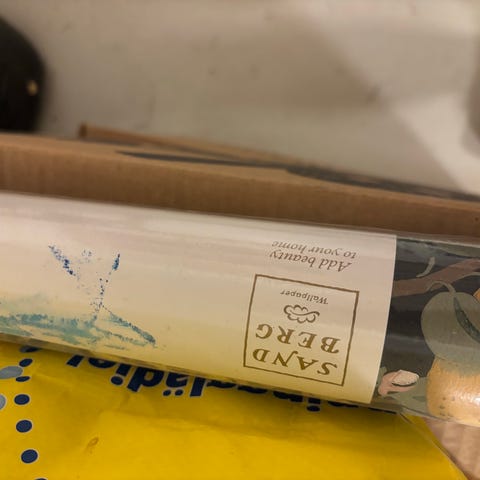 SAND
BERG
Wallpaper
Add beauty
to your home